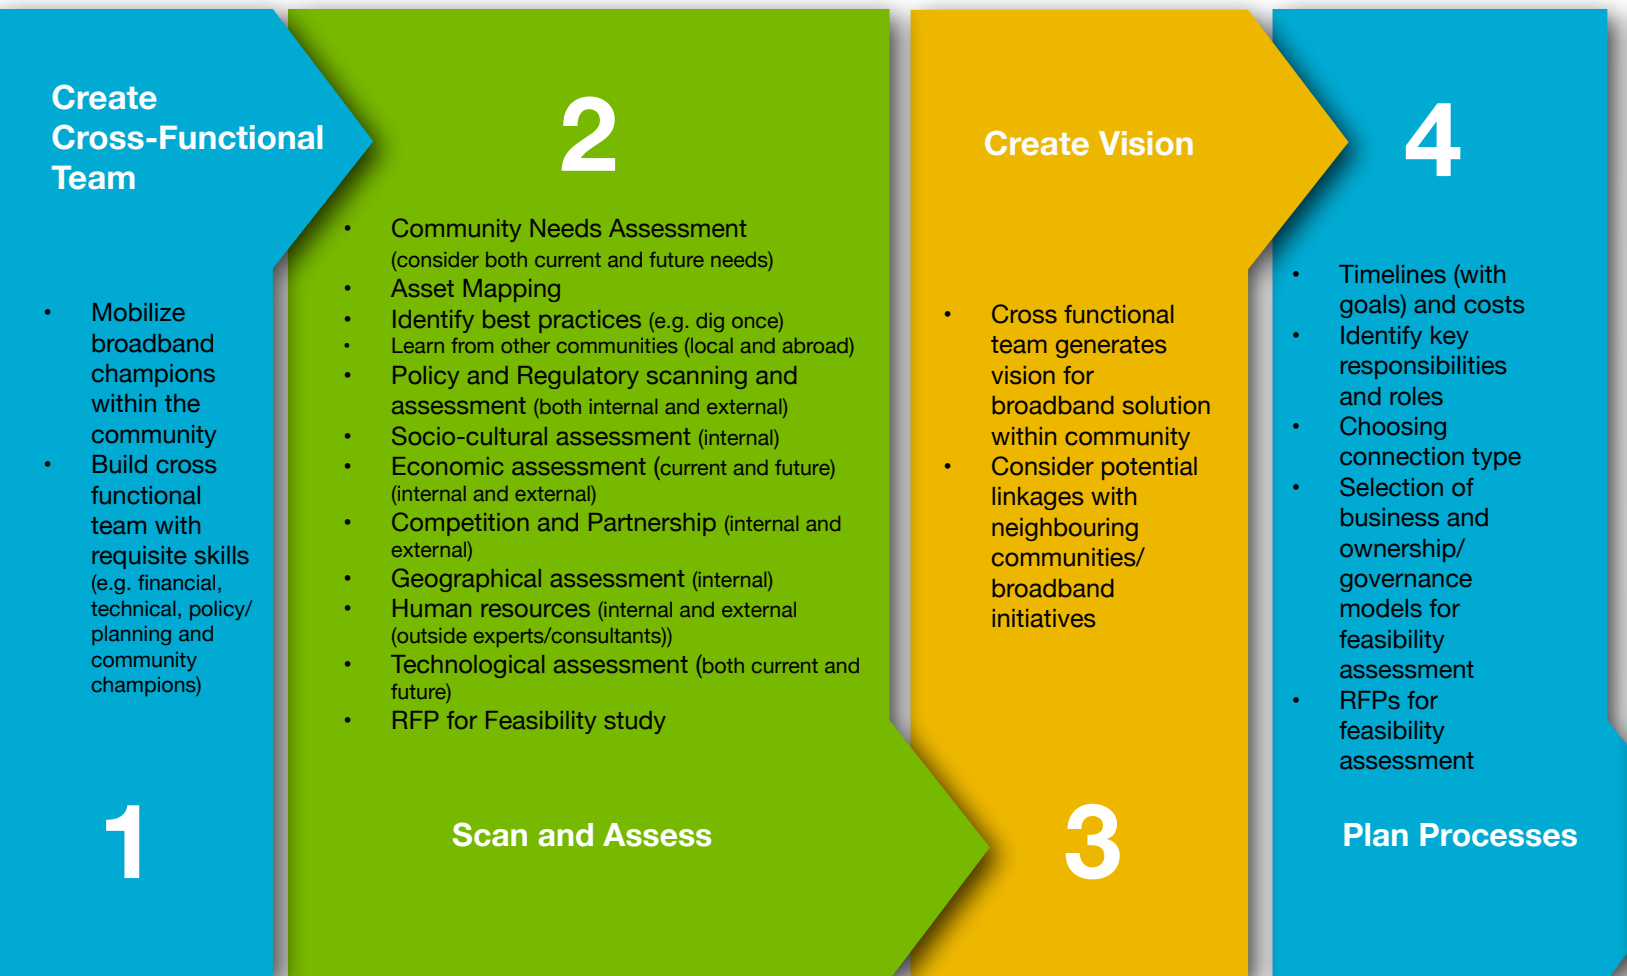 Create
Cross-Functional
Team
• Mobilize
broadband
champions
within the
community
• Build cross
functional
team with
requisite skills
(e.g. financial,
technical, policy/
planning and
community
champions)
1
2
• Community Needs Assessment
(consider both current and future needs)
• Asset Mapping
• Identify best practices (e.g. dig once)
• Learn from other communities (local and abroad)
• Policy and Regulatory scanning and
assessment (both internal and external)
• Socio-cultural assessment (internal)
• Economic assessment (current and future)
(internal and external)
• Competition and Partnership (internal and
external)
• Geographical assessment (internal)
• Human resources (internal and external
(outside experts/consultants))
• Technological assessment (both current and
future)
• RFP for Feasibility study
Scan and Assess
Create Vision
• Cross functional
team generates
vision for
broadband solution
within community
• Consider potential
linkages with
neighbouring
communities/
broadband
initiatives
3
4
• Timelines (with
goals) and costs
• Identify key
responsibilities
and roles
• Choosing
connection type
• Selection of
business and
ownership/
governance
models for
feasibility
assessment
• RFPs for
feasibility
assessment
Plan Processes